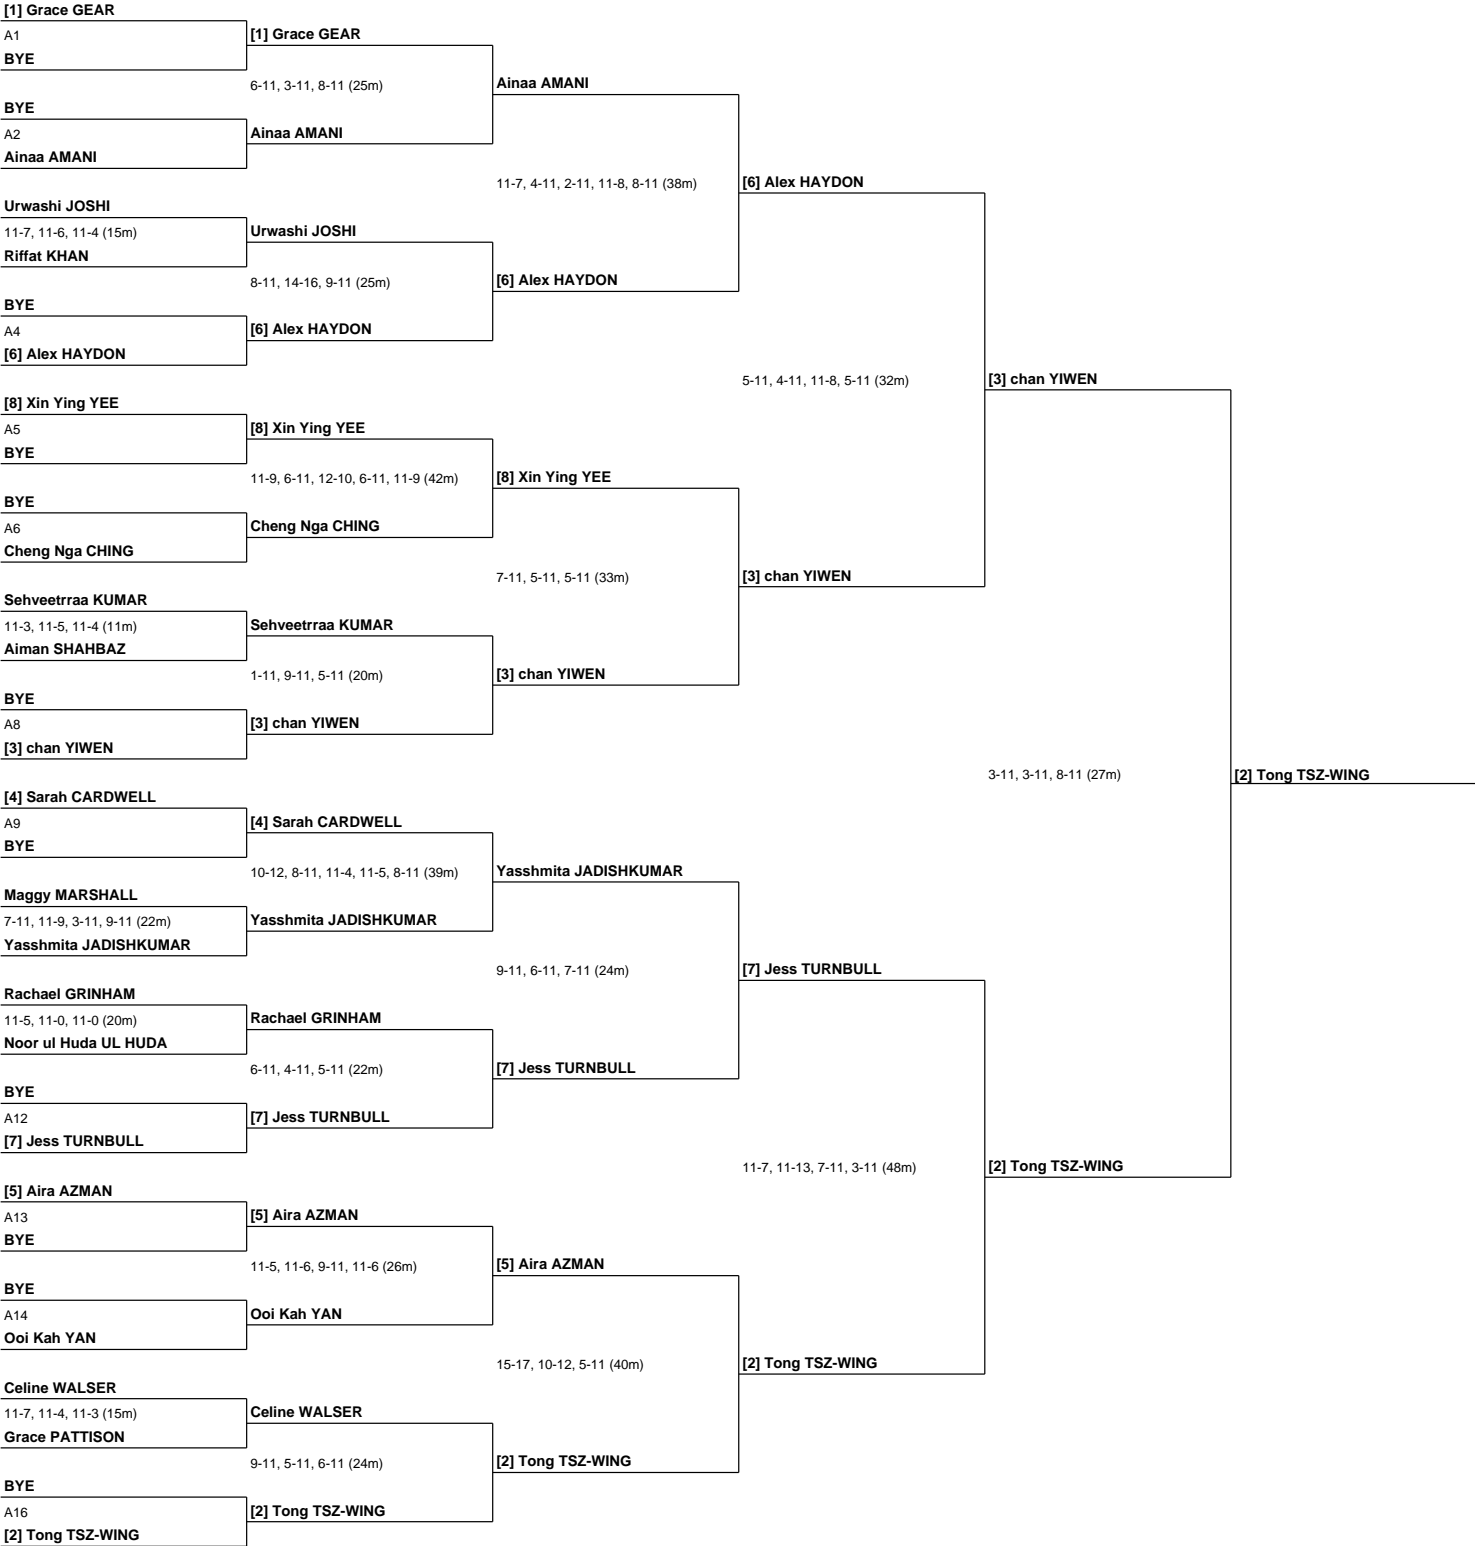 [1] Grace GEAR
A1
BYE
BYE
A2
Ainaa AMANI
Urwashi JOSHI
11-7, 11-6, 11-4 (15m)
Riffat KHAN
BYE
A4
[6] Alex HAYDON
[8] Xin Ying YEE
A5
BYE
BYE
A6
Cheng Nga CHING
Sehveetrraa KUMAR
11-3, 11-5, 11-4 (11m)
Aiman SHAHBAZ
BYE
A8
[3] chan YIWEN
[4] Sarah CARDWELL
A9
BYE
Maggy MARSHALL
7-11, 11-9, 3-11, 9-11 (22m)
Yasshmita JADISHKUMAR
Rachael GRINHAM
11-5, 11-0, 11-0 (20m)
Noor ul Huda UL HUDA
BYE
A12
[7] Jess TURNBULL
[5] Aira AZMAN
A13
BYE
BYE
A14
Ooi Kah YAN
Celine WALSER
11-7, 11-4, 11-3 (15m)
Grace PATTISON
BYE
A16
[2] Tong TSZ-WING
[1] Grace GEAR
6-11, 3-11, 8-11 (25m)
Ainaa AMANI
Urwashi JOSHI
8-11, 14-16, 9-11 (25m)
[6] Alex HAYDON
[8] Xin Ying YEE
11-9, 6-11, 12-10, 6-11, 11-9 (42m)
Cheng Nga CHING
Sehveetrraa KUMAR
1-11, 9-11, 5-11 (20m)
[3] chan YIWEN
[4] Sarah CARDWELL
10-12, 8-11, 11-4, 11-5, 8-11 (39m)
Yasshmita JADISHKUMAR
Rachael GRINHAM
6-11, 4-11, 5-11 (22m)
[7] Jess TURNBULL
[5] Aira AZMAN
11-5, 11-6, 9-11, 11-6 (26m)
Ooi Kah YAN
Celine WALSER
9-11, 5-11, 6-11 (24m)
[2] Tong TSZ-WING
Ainaa AMANI
11-7, 4-11, 2-11, 11-8, 8-11 (38m)
[6] Alex HAYDON
[8] Xin Ying YEE
7-11, 5-11, 5-11 (33m)
[3] chan YIWEN
Yasshmita JADISHKUMAR
9-11, 6-11, 7-11 (24m)
[7] Jess TURNBULL
[5] Aira AZMAN
15-17, 10-12, 5-11 (40m)
[2] Tong TSZ-WING
[6] Alex HAYDON
5-11, 4-11, 11-8, 5-11 (32m)
[3] chan YIWEN
[7] Jess TURNBULL
11-7, 11-13, 7-11, 3-11 (48m)
[2] Tong TSZ-WING
[3] chan YIWEN
3-11, 3-11, 8-11 (27m)
[2] Tong TSZ-WING
[2] Tong TSZ-WING